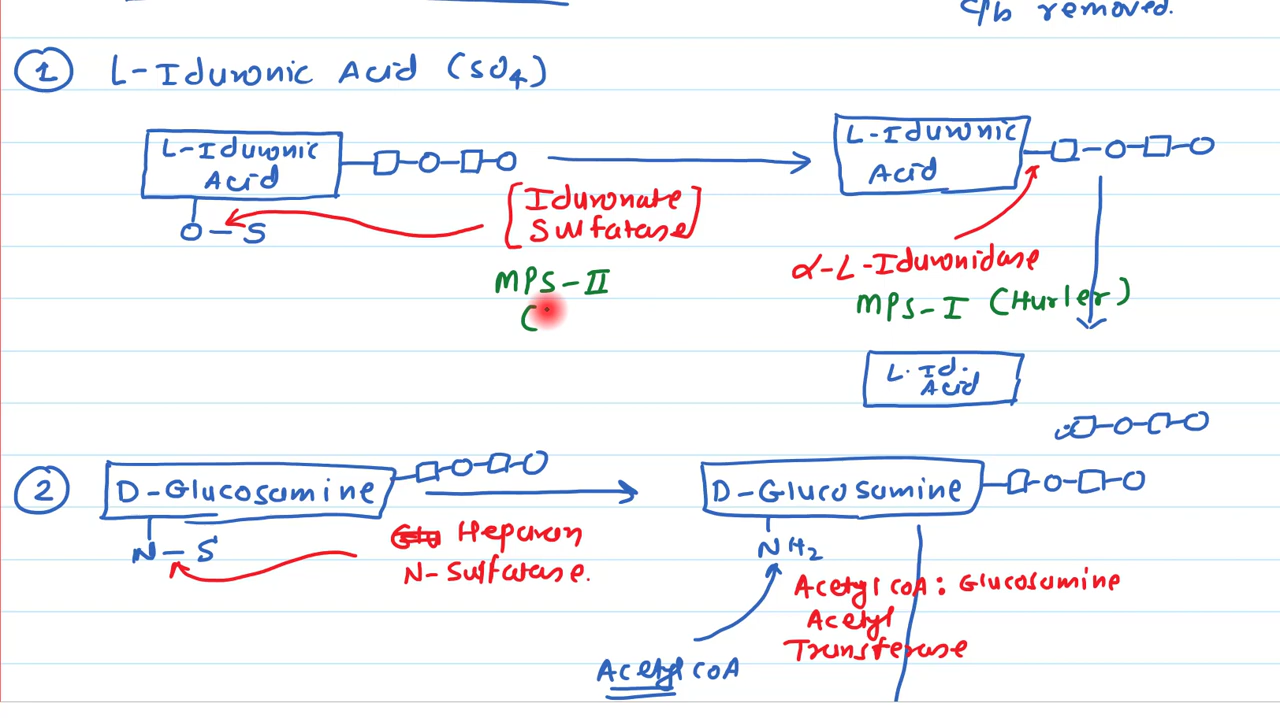 c/b removed.
1 L-Iduronic Acid (SO4)
L-Iduronic
Acid
O-S
[Iduronate
Sulfatase]
MPS-II
(
L-Iduronic
Acid
α-L-Iduronidase
MPS-I (Hurler)
L. Id.
Acid
2 D-Glucosamine
N-S
Heparan
N-Sulfatase.
D-Glucosamine
NH2
Acetyl CoA: Glucosamine
Acetyl
Transferase
Acetyl CoA